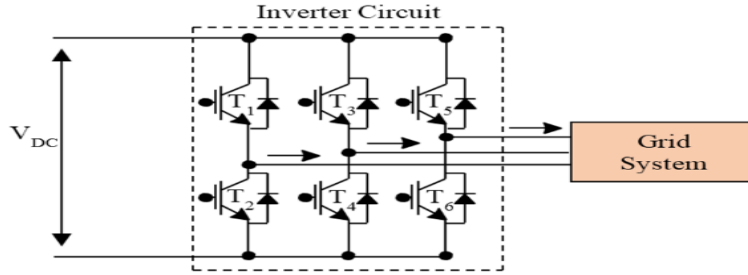 Inverter Circuit
T1
T3
T5
VDC
Grid
System
T2
T4
T6